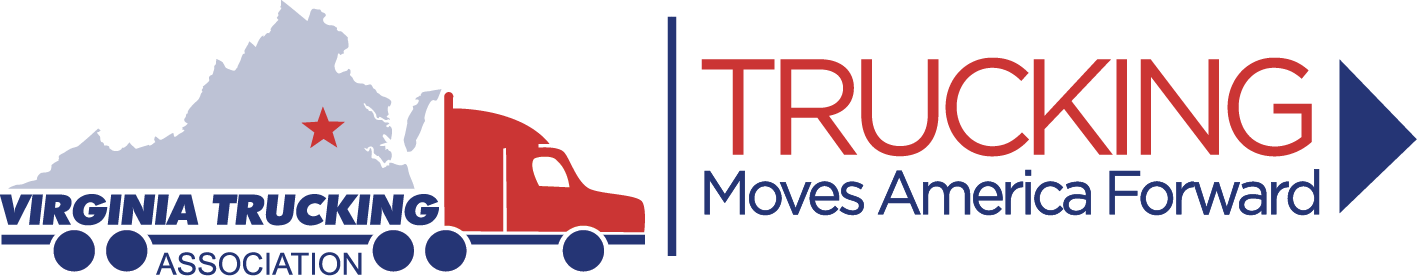 VIRGINIA TRUCKING
ASSOCIATION
TRUCKING
Moves America Forward